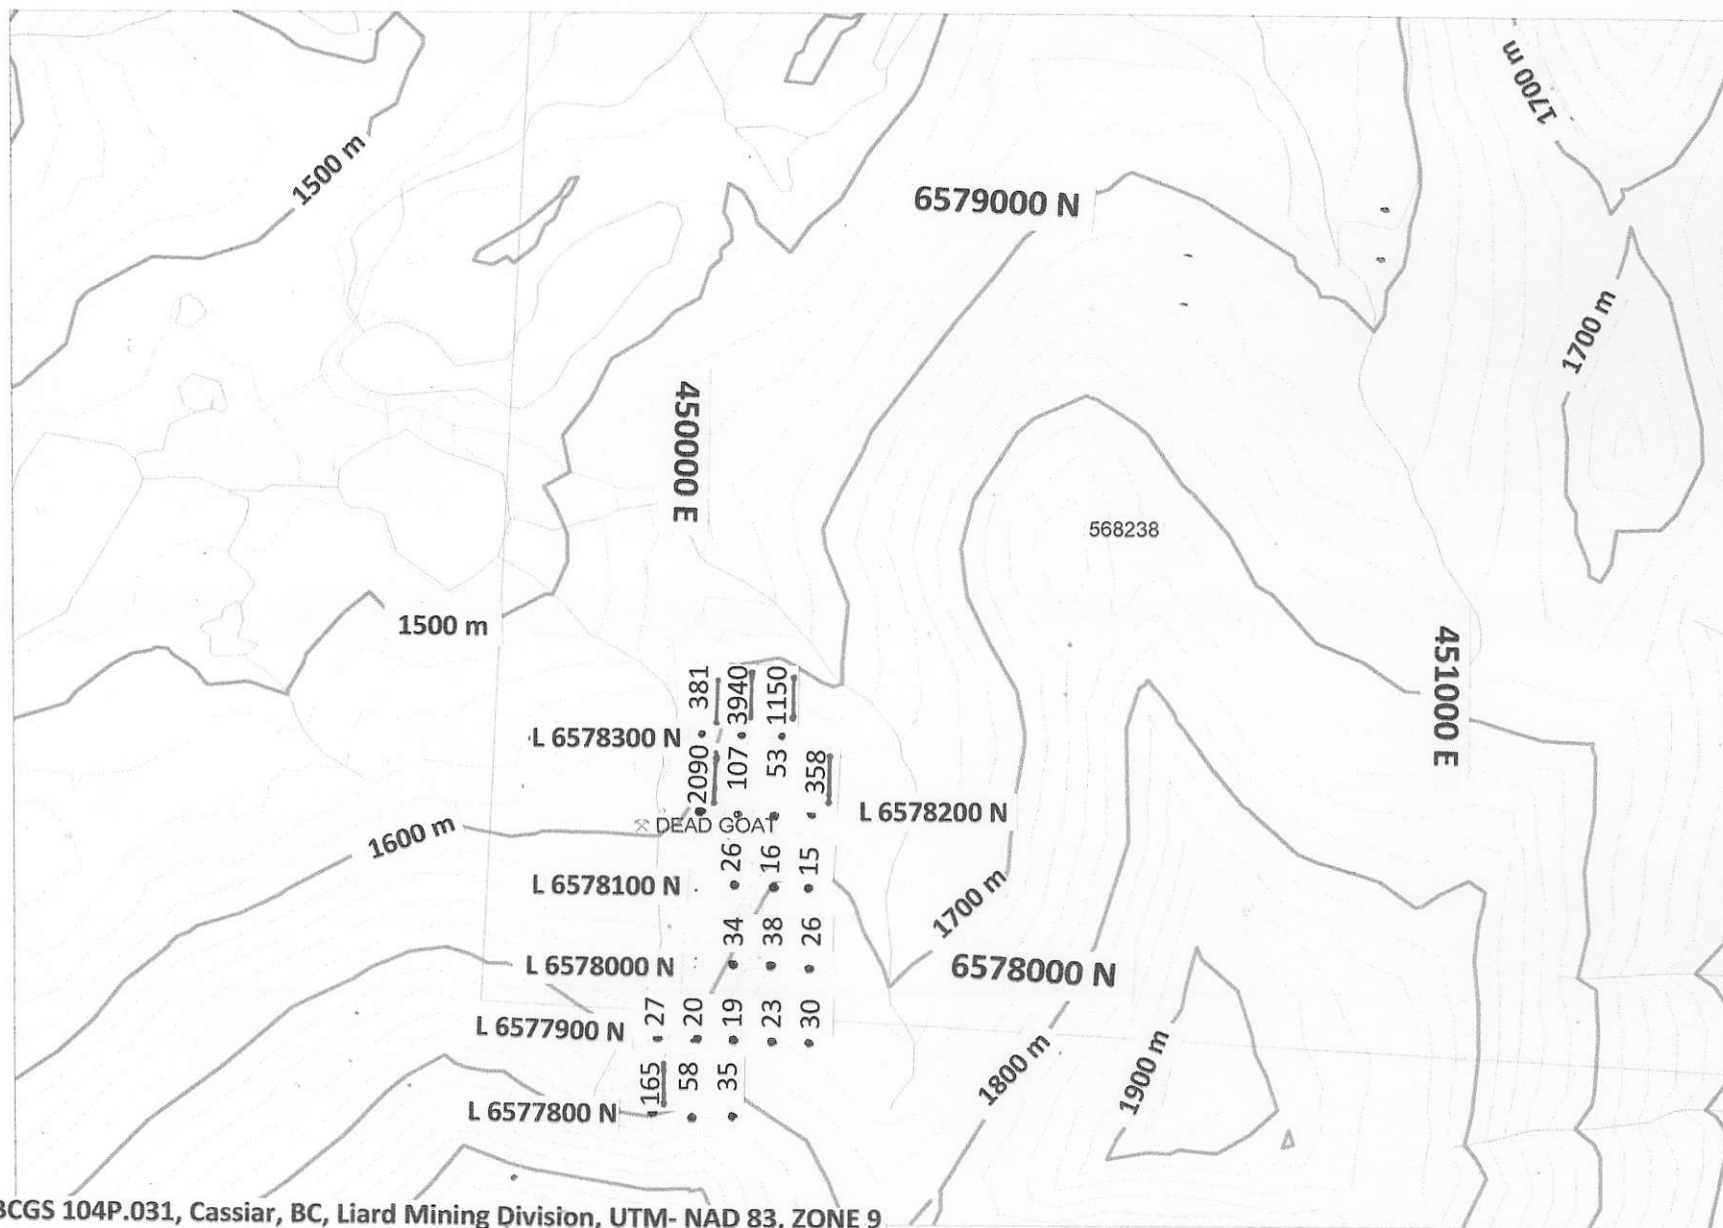 1700 m
1500 m
6579000 N
1700 m
450000 E
568238
1500 m
451000 E
381
3940
1150
L 6578300 N
2090
107
53
358
L 6578200 N
DEAD GOAT
1600 m
26
16
15
L 6578100 N
1700 m
34
38
26
L 6578000 N
6578000 N
27
20
19
23
30
L 6577900 N
1800 m
1900 m
165
58
35
L 6577800 N
BCGS 104P.031, Cassiar, BC, Liard Mining Division, UTM- NAD 83, ZONE 9